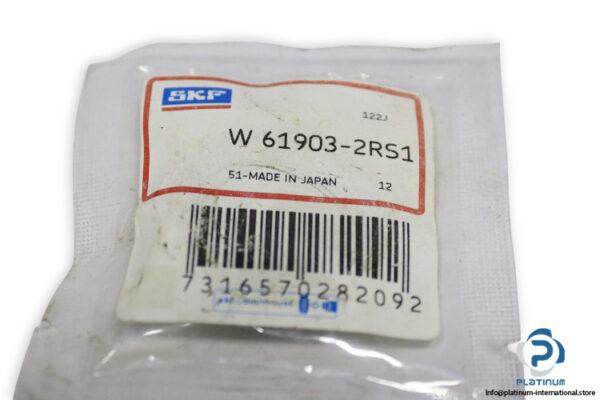 SKF
122J
W 61903-2RS1
51-MADE IN JAPAN 12
7316570282092
PLATINUM
info@platinum-international.store